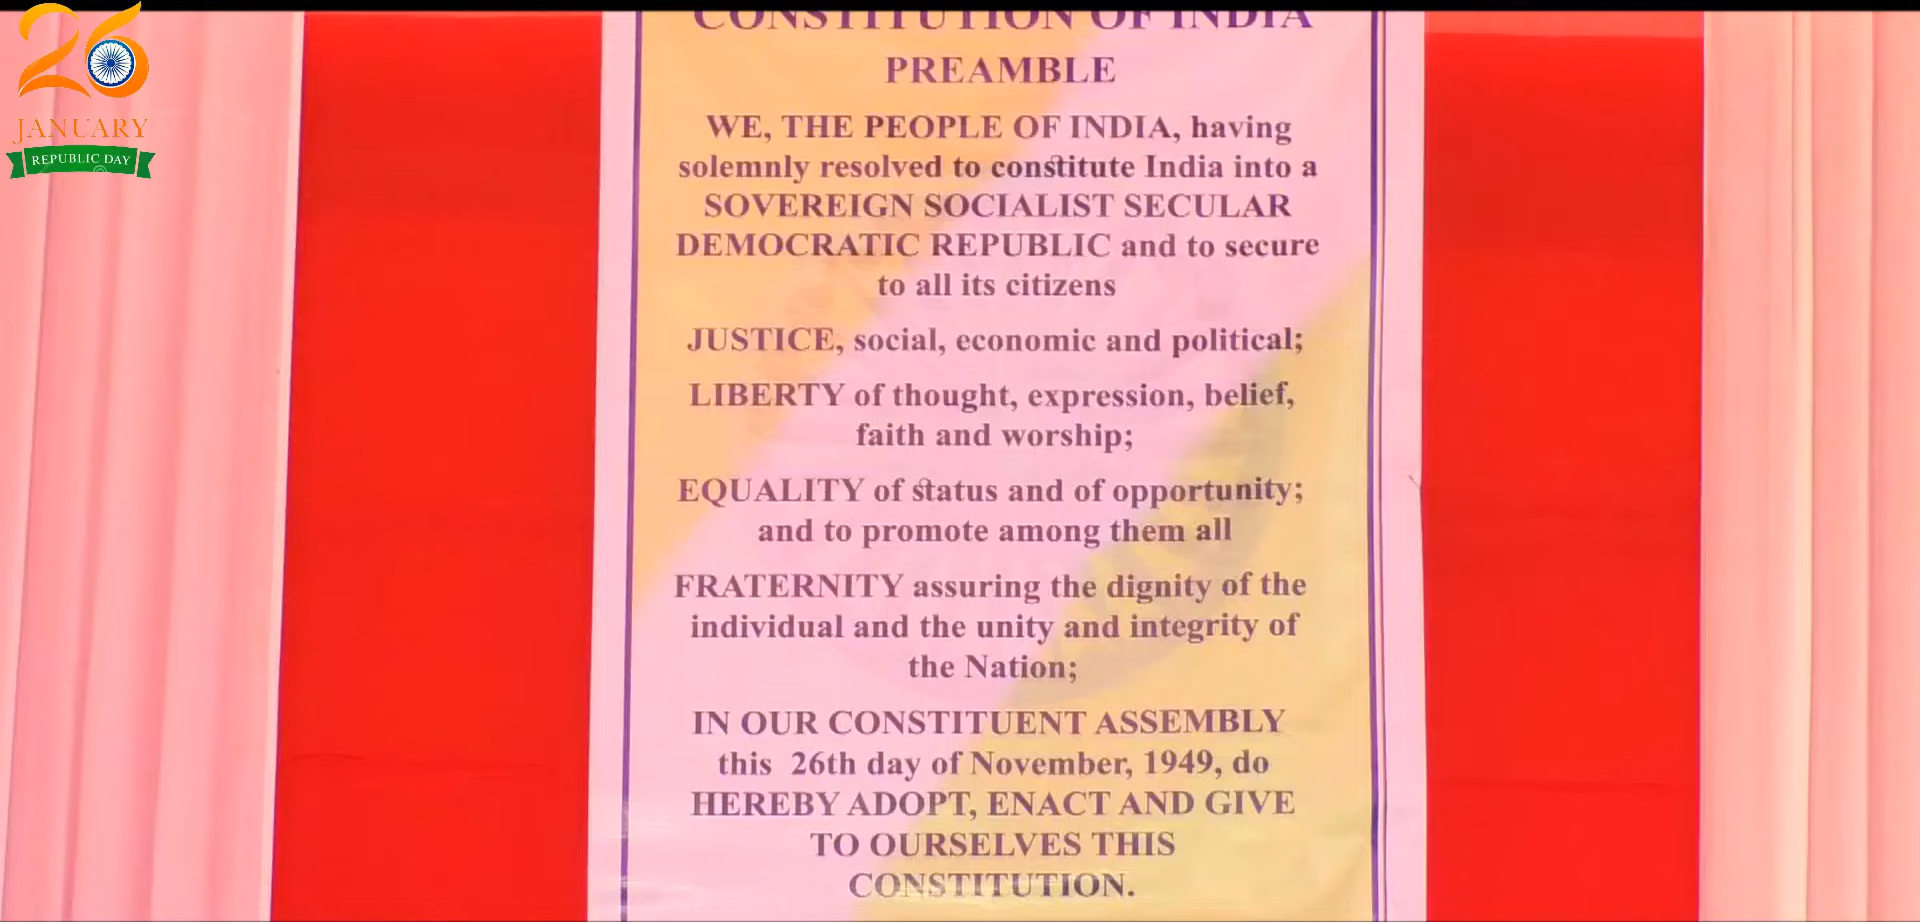 26
JANUARY
REPUBLIC DAY
CONSTITUTION OF INDIA
PREAMBLE
WE, THE PEOPLE OF INDIA, having
solemnly resolved to constitute India into a
SOVEREIGN SOCIALIST SECULAR
DEMOCRATIC REPUBLIC and to secure
to all its citizens
JUSTICE, social, economic and political;
LIBERTY of thought, expression, belief,
faith and worship;
EQUALITY of status and of opportunity;
and to promote among them all
FRATERNITY assuring the dignity of the
individual and the unity and integrity of
the Nation;
IN OUR CONSTITUENT ASSEMBLY
this 26th day of November, 1949, do
HEREBY ADOPT, ENACT AND GIVE
TO OURSELVES THIS
CONSTITUTION.